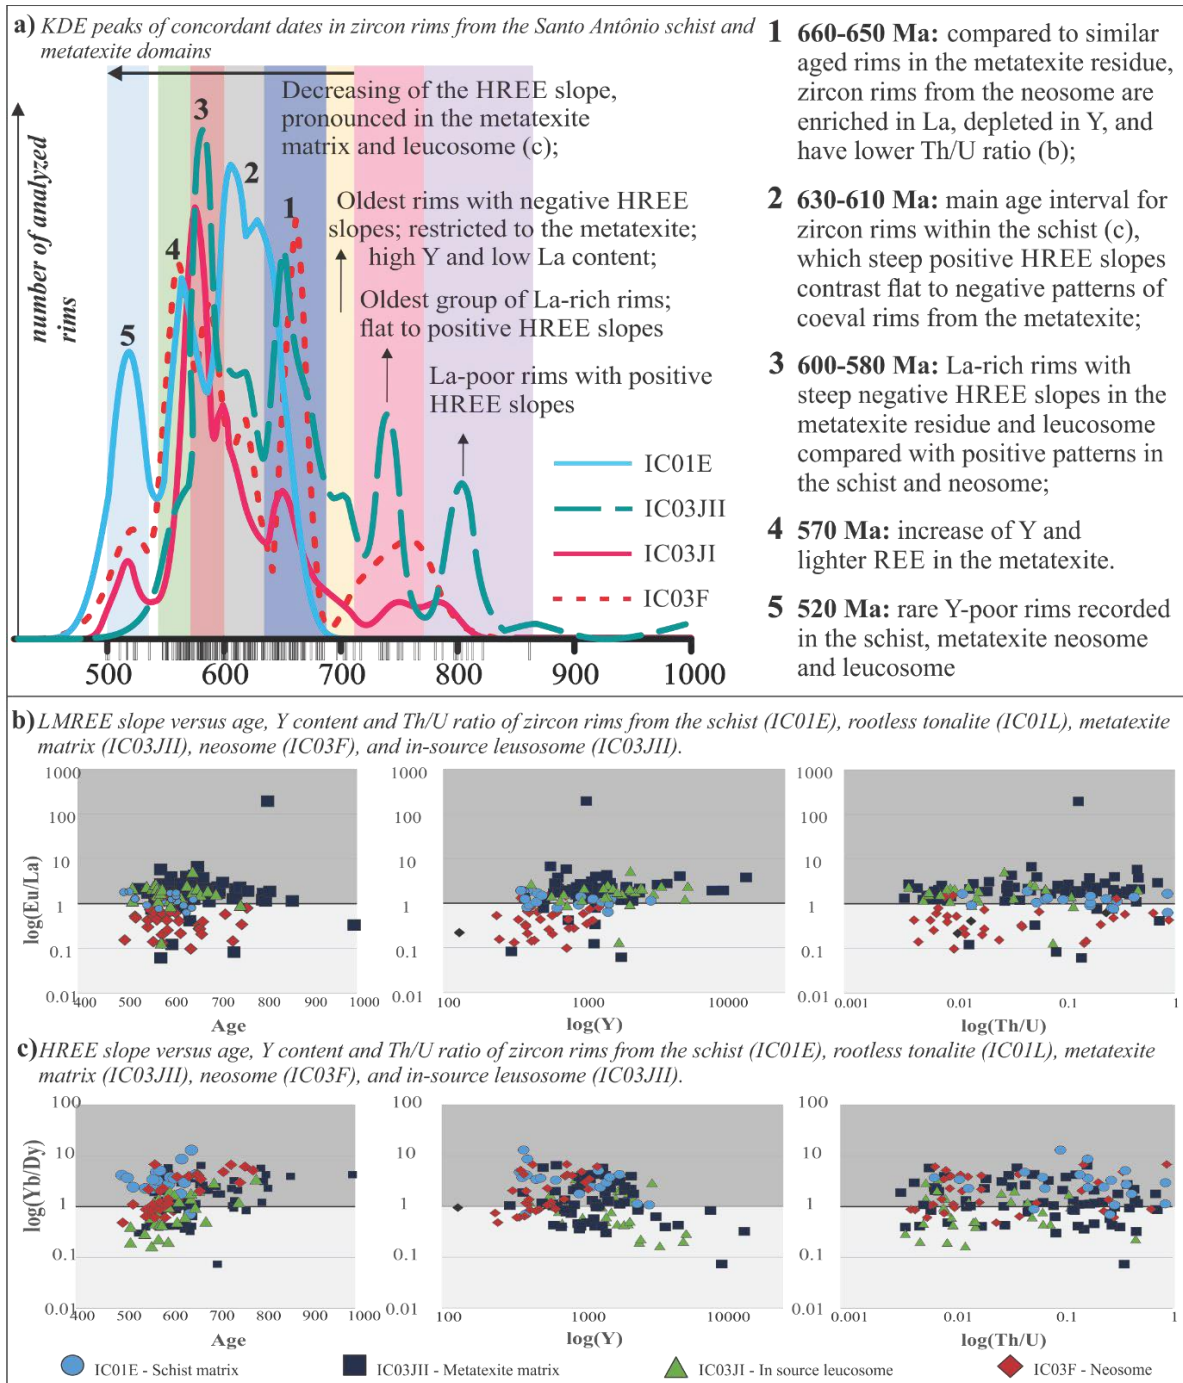 a) KDE peaks of concordant dates in zircon rims from the Santo Antônio schist and
metatexite domains
number of analyzed
rims
Decreasing of the HREE slope,
pronounced in the metatexite
matrix and leucosome (c);
Oldest rims with negative HREE
slopes; restricted to the metatexite;
high Y and low La content;
Oldest group of La-rich rims;
flat to positive HREE slopes
La-poor rims with positive
HREE slopes
1
2
3
4
5
IC01E
IC03JII
IC03JI
IC03F
500
600
700
800
900
1000
1 660-650 Ma: compared to similar
aged rims in the metatexite residue,
zircon rims from the neosome are
enriched in La, depleted in Y, and
have lower Th/U ratio (b);
2 630-610 Ma: main age interval for
zircon rims within the schist (c),
which steep positive HREE slopes
contrast flat to negative patterns of
coeval rims from the metatexite;
3 600-580 Ma: La-rich rims with
steep negative HREE slopes in the
metatexite residue and leucosome
compared with positive patterns in
the schist and neosome;
4 570 Ma: increase of Y and
lighter REE in the metatexite.
5 520 Ma: rare Y-poor rims recorded
in the schist, metatexite neosome
and leucosome
b) LMREE slope versus age, Y content and Th/U ratio of zircon rims from the schist (IC01E), rootless tonalite (IC01L), metatexite
matrix (IC03JII), neosome (IC03F), and in-source leusosome (IC03JII).
log(Eu/La)
1000
100
10
1
0.1
0.01
400 500 600 700 800 900 1000
Age
1000
100
10
1
0.1
0.01
100 1000 10000
log(Y)
1000
100
10
1
0.1
0.01
0.001 0.01 0.1 1
log(Th/U)
c) HREE slope versus age, Y content and Th/U ratio of zircon rims from the schist (IC01E), rootless tonalite (IC01L), metatexite
matrix (IC03JII), neosome (IC03F), and in-source leusosome (IC03JII).
log(Yb/Dy)
100
10
1
0.1
0.01
400 500 600 700 800 900 1000
Age
100
10
1
0.1
0.01
100 1000 10000
log(Y)
100
10
1
0.1
0.01
0.001 0.01 0.1 1
log(Th/U)
IC01E - Schist matrix
IC03JII - Metatexite matrix
IC03JI - In source leucosome
IC03F - Neosome